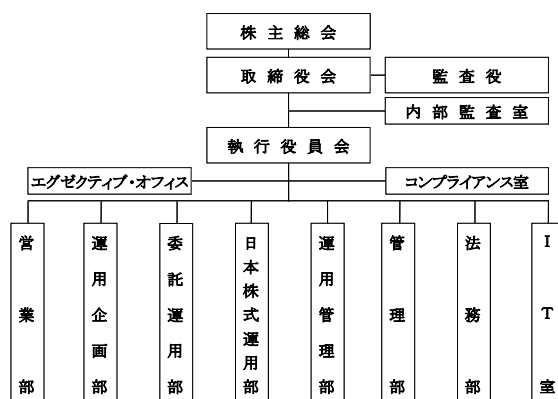 株主総会
取締役会
監査役
内部監査室
執行役員会
エグゼクティブ・オフィス
コンプライアンス室
営業部
運用企画部
委託運用部
日本株式運用部
運用管理部
管理部
法務部
IT室